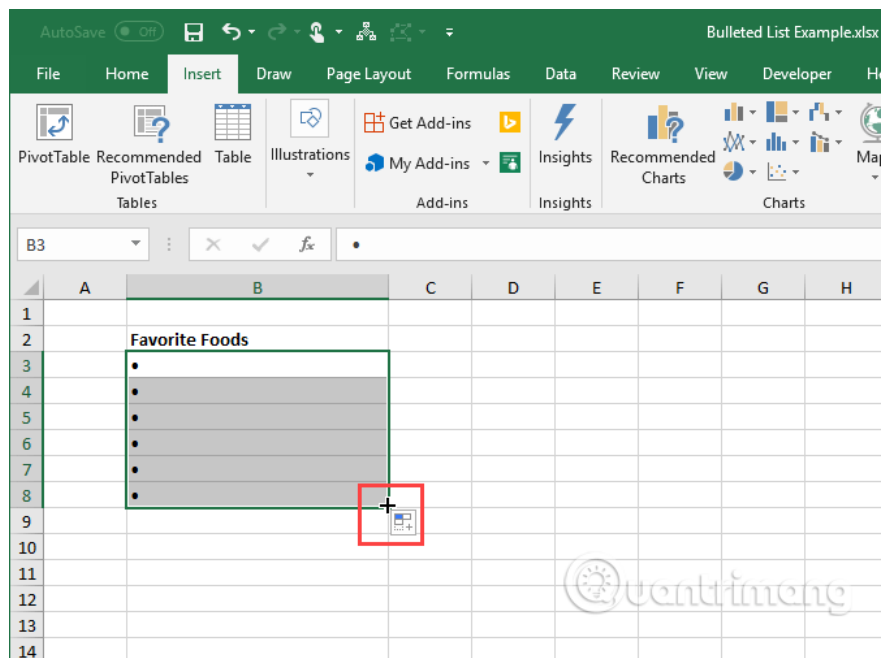 AutoSave Off Bulleted List Example.xlsx
File Home Insert Draw Page Layout Formulas Data Review View Developer
PivotTable Recommended PivotTables Table Illustrations Get Add-ins My Add-ins Insights Recommended Charts
Tables Add-ins Insights Charts
B3 fx •
A B C D E F G H
1
2 Favorite Foods
3 •
4 •
5 •
6 •
7 •
8 •
9
10
11
12
13
14
Quantrimang